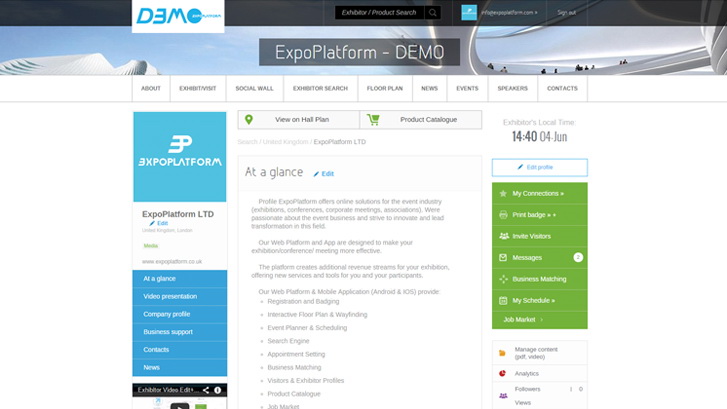 D3MO EXPOPLATFORM
Exhibitor / Product Search
info@expoplatform.com »
Sign out
ExpoPlatform - DEMO
ABOUT
EXHIBIT/VISIT
SOCIAL WALL
EXHIBITOR SEARCH
FLOOR PLAN
NEWS
EVENTS
SPEAKERS
CONTACTS
EXPOPLATFORM
ExpoPlatform LTD
Edit
United Kingdom, London
Media
www.expoplatform.co.uk
At a glance
Video presentation
Company profile
Business support
Contacts
News
Exhibitor Video Edit...
View on Hall Plan
Product Catalogue
Search / United Kingdom / ExpoPlatform LTD
At a glance Edit
Profile ExpoPlatform offers online solutions for the event industry
(exhibitions, conferences, corporate meetings, associations). Were
passionate about the event business and strive to innovate and lead
transformation in this field.
Our Web Platform and App are designed to make your
exhibition/conference/ meeting more effective.
The platform creates additional revenue streams for your exhibition,
offering new services and tools for you and your participants.
Our Web Platform & Mobile Application (Android & IOS) provide:
Registration and Badging
Interactive Floor Plan & Wayfinding
Event Planner & Scheduling
Search Engine
Appointment Setting
Business Matching
Visitors & Exhibitor Profiles
Product Catalogue
Job Market
Exhibitor's Local Time:
14:40 04 Jun
Edit profile
My Connections »
Print badge »
Invite Visitors
Messages 2
Business Matching
My Schedule »
Job Market ›
Manage content
(pdf, video)
Analytics
Followers 0
Views